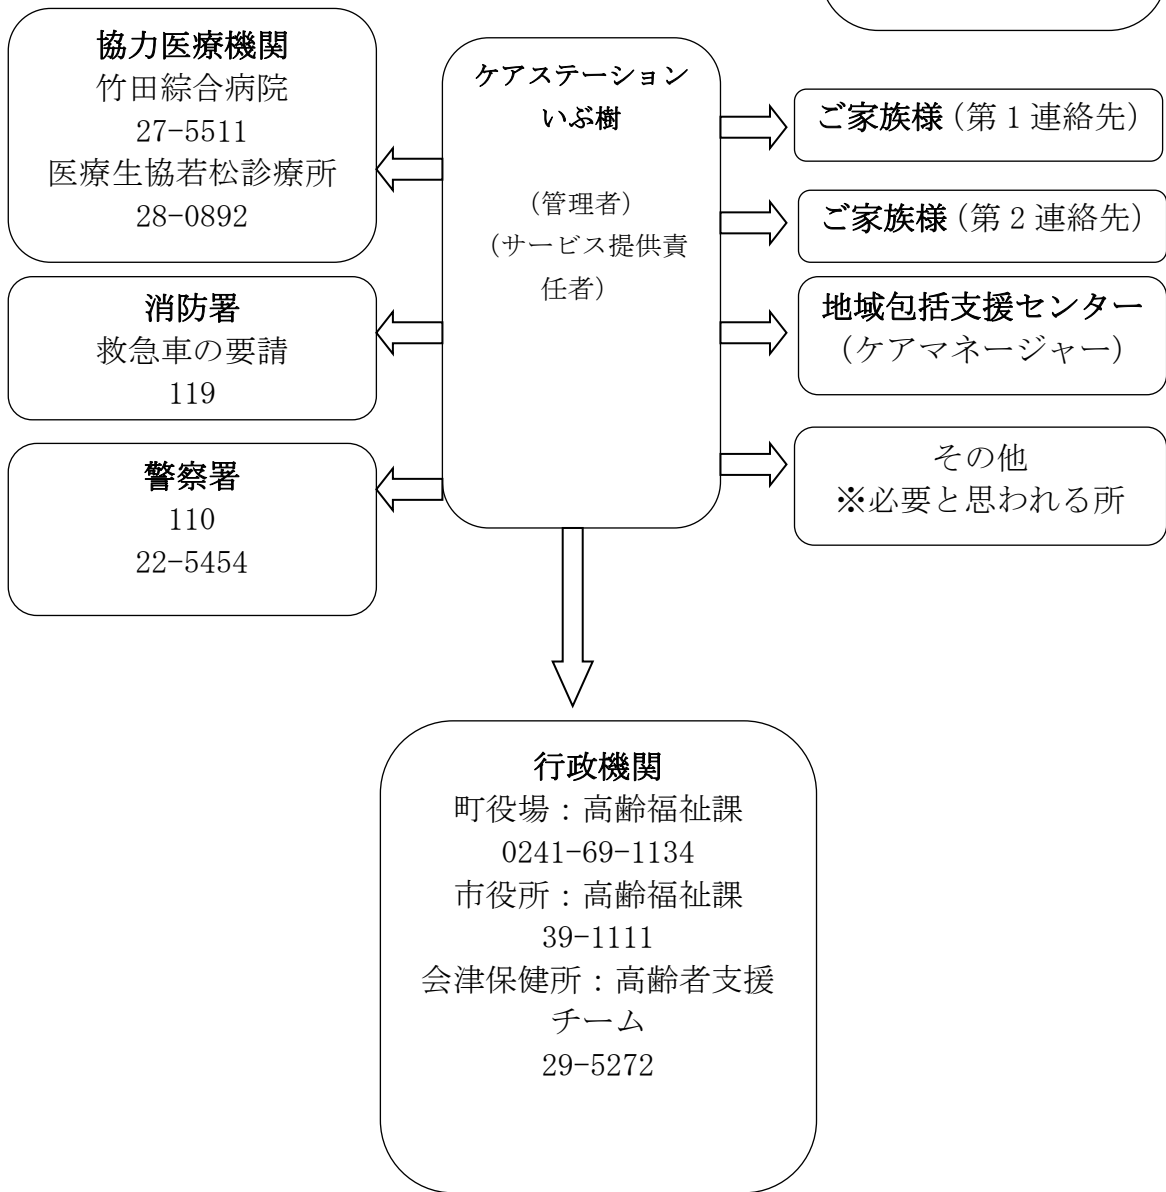 協力医療機関
竹田綜合病院
27-5511
医療生協若松診療所
28-0892
消防署
救急車の要請
119
警察署
110
22-5454
ケアステーション
いぶ樹
(管理者)
(サービス提供責
任者)
ご家族様(第1連絡先)
ご家族様(第2連絡先)
地域包括支援センター
(ケアマネージャー)
その他
※必要と思われる所
行政機関
町役場：高齢福祉課
0241-69-1134
市役所：高齢福祉課
39-1111
会津保健所：高齢者支援
チーム
29-5272